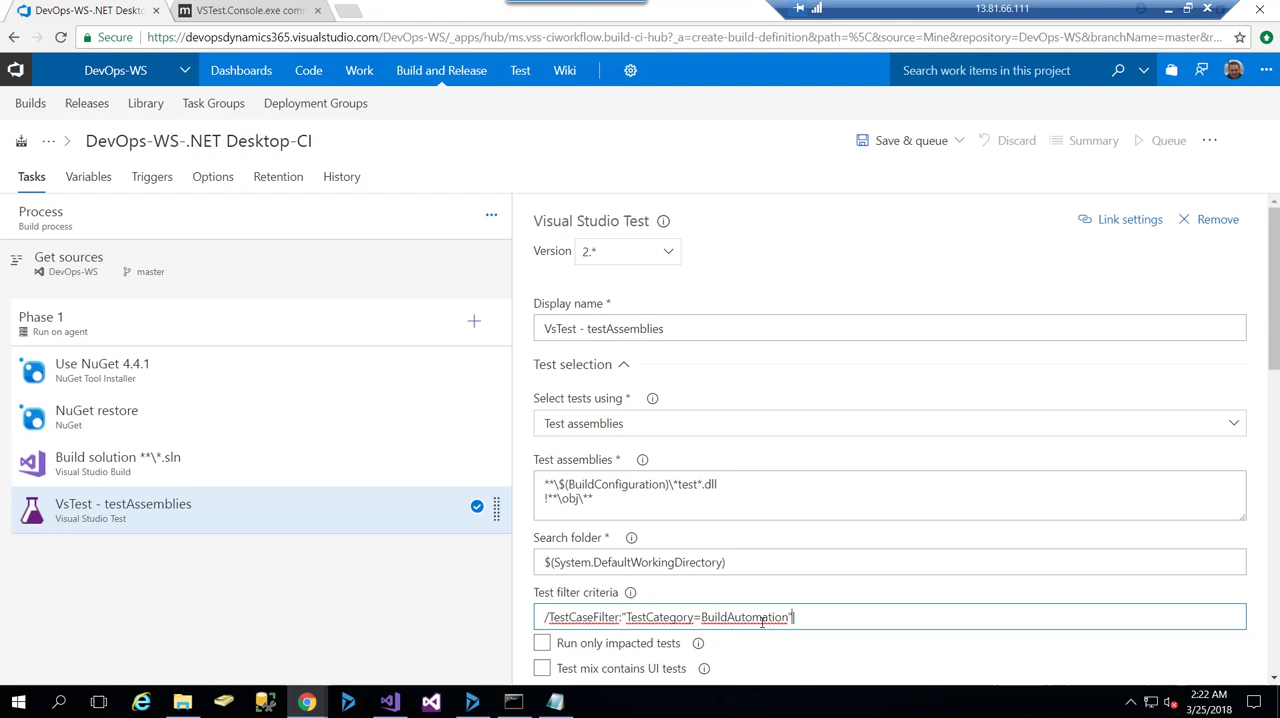 DevOps-WS-.NET Deskto
VSTest.Console.exe comm
13.81.66.111
Secure
https://devopsdynamics365.visualstudio.com/DevOps-WS/_apps/hub/ms.vss-ciworkflow.build-ci-hub?_a=create-build-definition&path=%5C&source=Mine&repository=DevOps-WS&branchName=master&r...
DevOps-WS
Dashboards
Code
Work
Build and Release
Test
Wiki
Search work items in this project
Builds
Releases
Library
Task Groups
Deployment Groups
DevOps-WS-.NET Desktop-CI
Save & queue
Discard
Summary
Queue
Tasks
Variables
Triggers
Options
Retention
History
Process
Build process
Get sources
DevOps-WS
master
Phase 1
Run on agent
Use NuGet 4.4.1
NuGet Tool Installer
NuGet restore
NuGet
Build solution **\*.sln
Visual Studio Build
VsTest - testAssemblies
Visual Studio Test
Visual Studio Test
Link settings
Remove
Version
2.*
Display name *
VsTest - testAssemblies
Test selection
Select tests using *
Test assemblies
Test assemblies *
**\$(BuildConfiguration)\*test*.dll
!**\obj\**
Search folder *
$(System.DefaultWorkingDirectory)
Test filter criteria
/TestCaseFilter:"TestCategory=BuildAutomation"
Run only impacted tests
Test mix contains UI tests
2:22 AM
3/25/2018